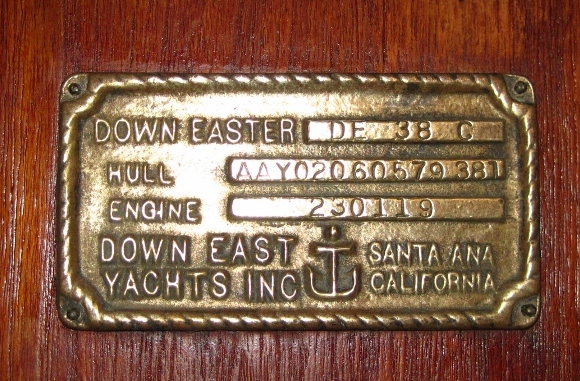 DOWN EASTER DE 38 C
HULL AAY02060579 381
ENGINE 230119
DOWN EAST
YACHTS INC
SANTA ANA
CALIFORNIA